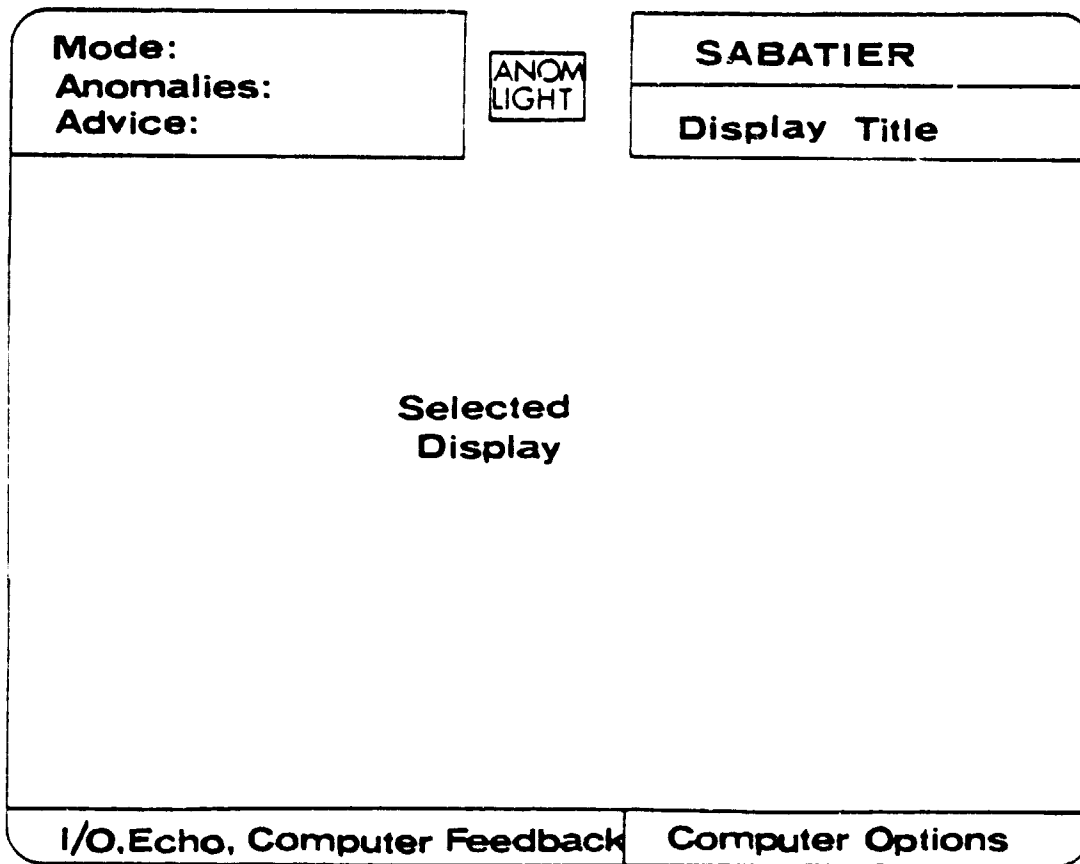 Mode:
Anomalies:
Advice:
ANOM
LIGHT
SABATIER
Display Title
Selected
Display
I/O.Echo, Computer Feedback
Computer Options